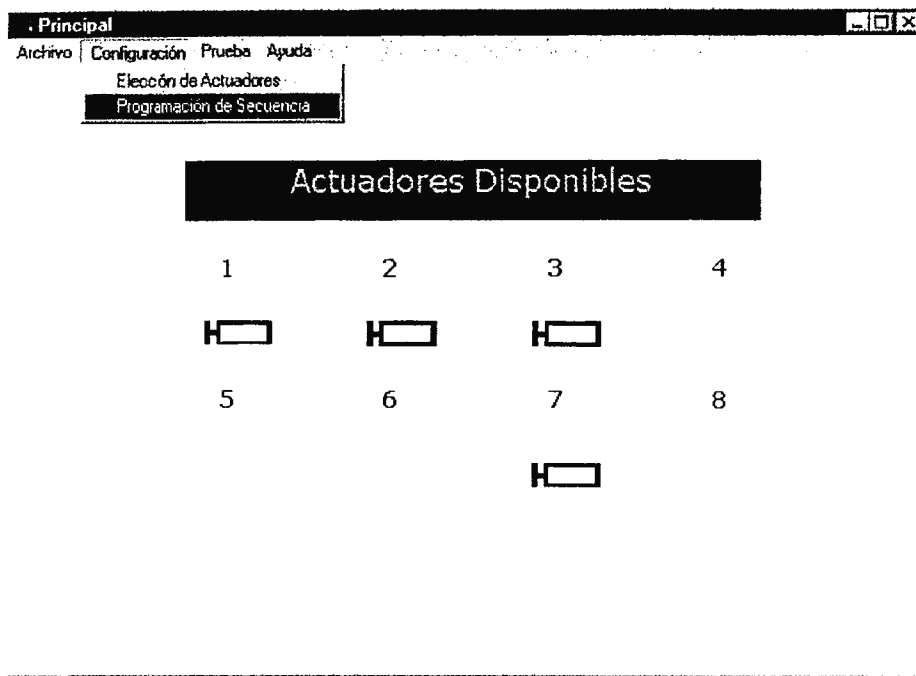 Principal
Archivo Configuración Prueba Ayuda
Elección de Actuadores
Programación de Secuencia
Actuadores Disponibles
1 2 3 4
5 6 7 8